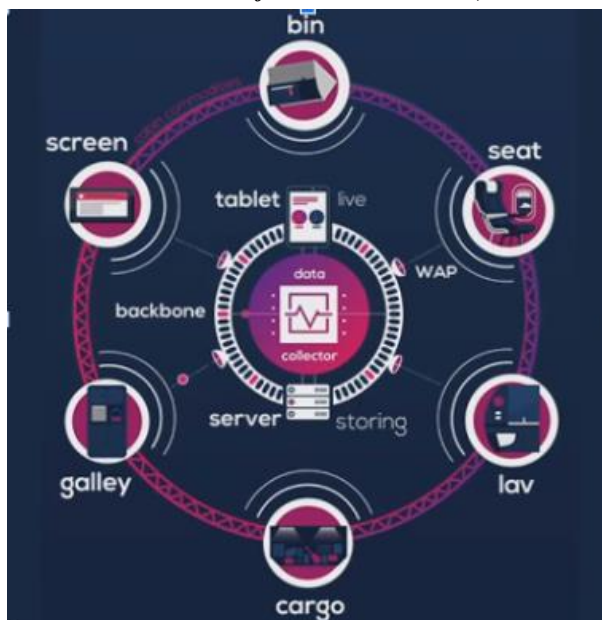 bin
screen
seat
tablet
live
data
WAP
backbone
collector
server
storing
galley
lav
cargo